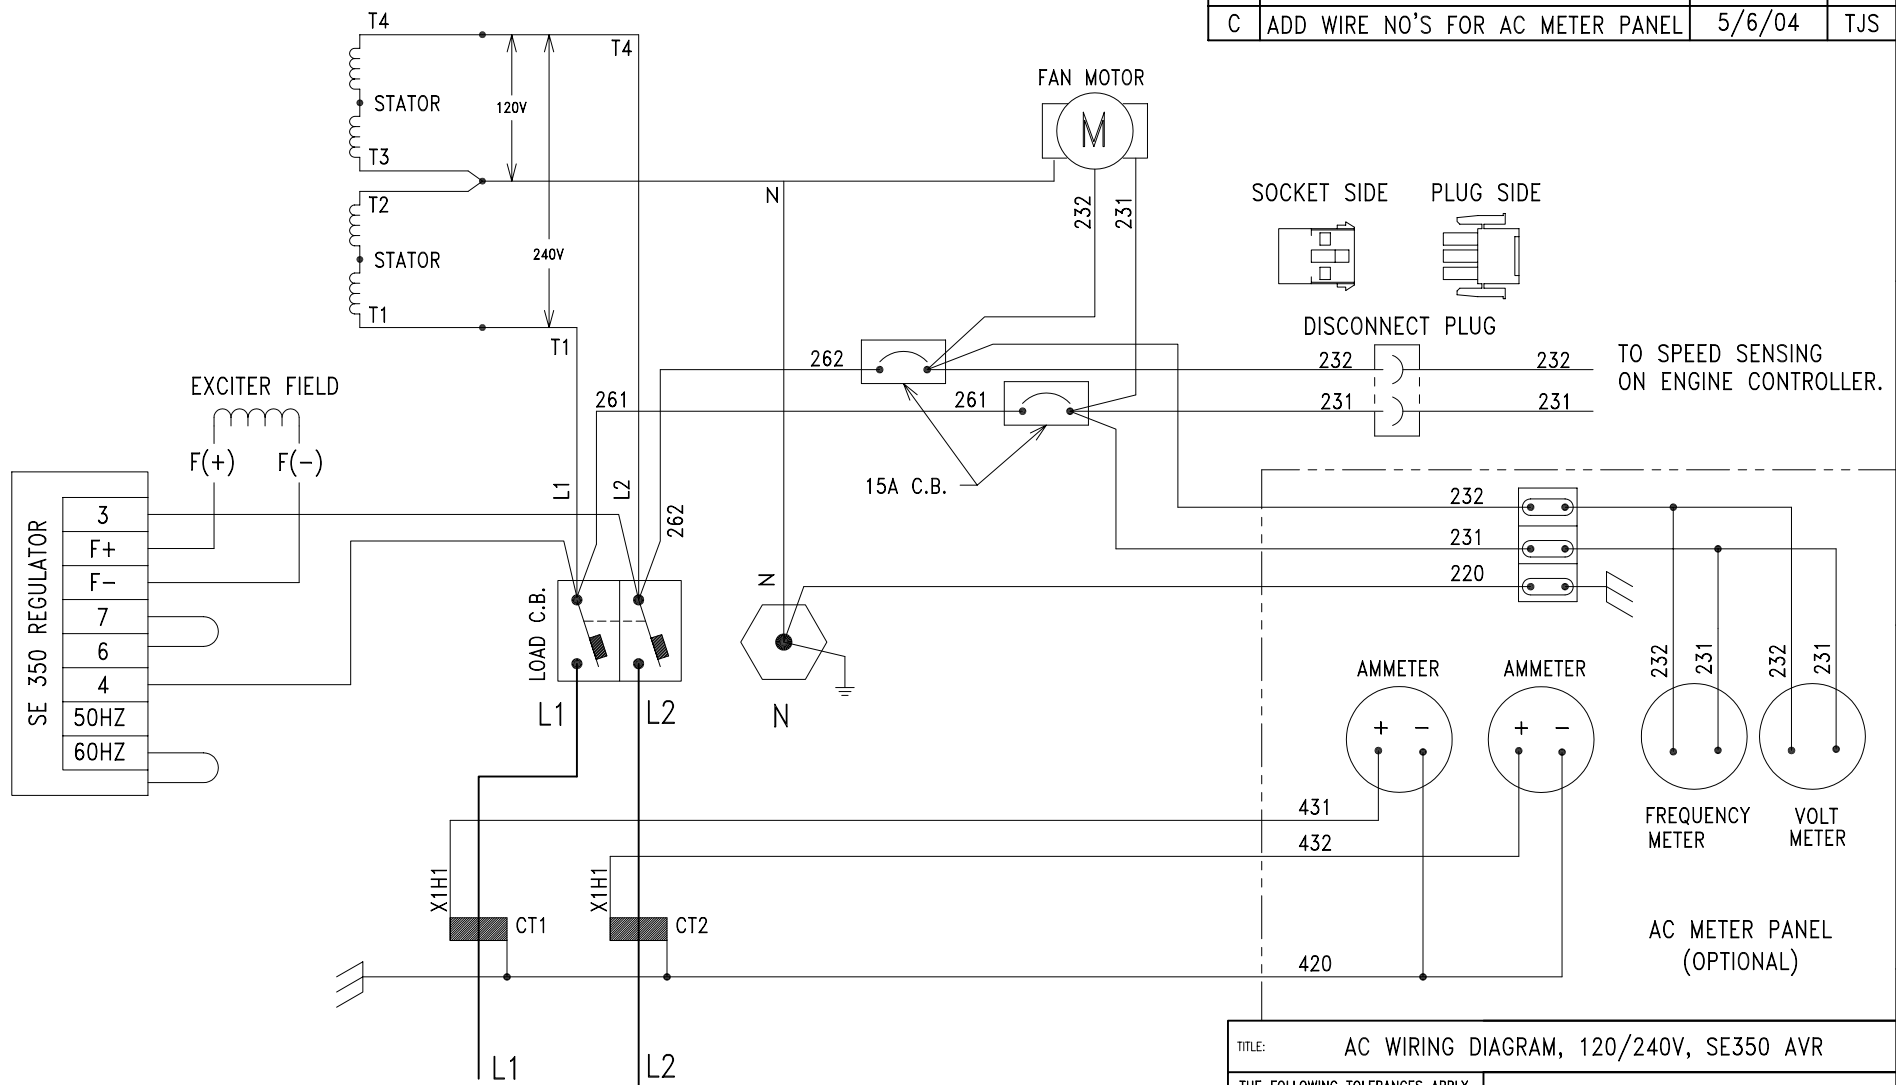 C ADD WIRE NO'S FOR AC METER PANEL 5/6/04 TJS
T4
T4
STATOR
120V
T3
N
T2
STATOR
240V
T1
T1
FAN MOTOR
M
232
231
SOCKET SIDE PLUG SIDE
DISCONNECT PLUG
262
232
232
TO SPEED SENSING
ON ENGINE CONTROLLER.
261
261
231
231
15A C.B.
EXCITER FIELD
F(+) F(-)
L1
L2
262
SE 350 REGULATOR
3
F+
F-
7
6
4
50HZ
60HZ
LOAD C.B.
L1
L2
N
N
232
231
220
AMMETER
+ -
AMMETER
+ -
232
231
232
231
FREQUENCY
METER
VOLT
METER
431
432
X1H1
CT1
X1H1
CT2
420
AC METER PANEL
(OPTIONAL)
L1
L2
TITLE: AC WIRING DIAGRAM, 120/240V, SE350 AVR
THE FOLLOWING TOLERANCES APPLY